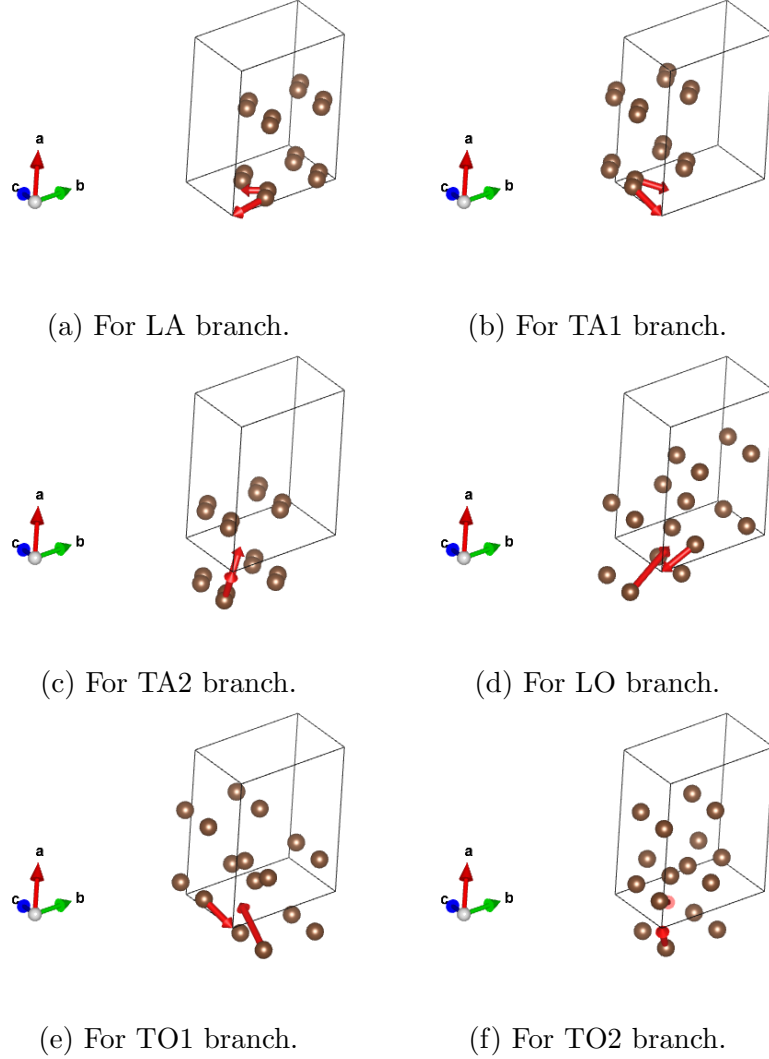 a
c
b
a
c
b
(a) For LA branch.
(b) For TA1 branch.
a
c
b
a
c
b
(c) For TA2 branch.
(d) For LO branch.
a
c
b
a
c
b
(e) For TO1 branch.
(f) For TO2 branch.